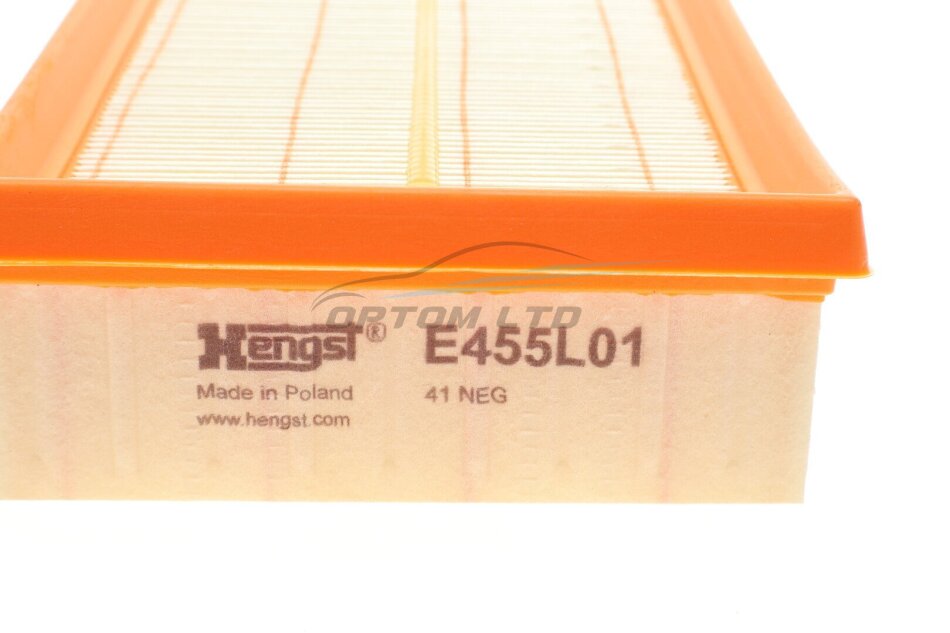 ORTOM LTD
Hengst® E455L01
Made in Poland 41 NEG
www.hengst.com